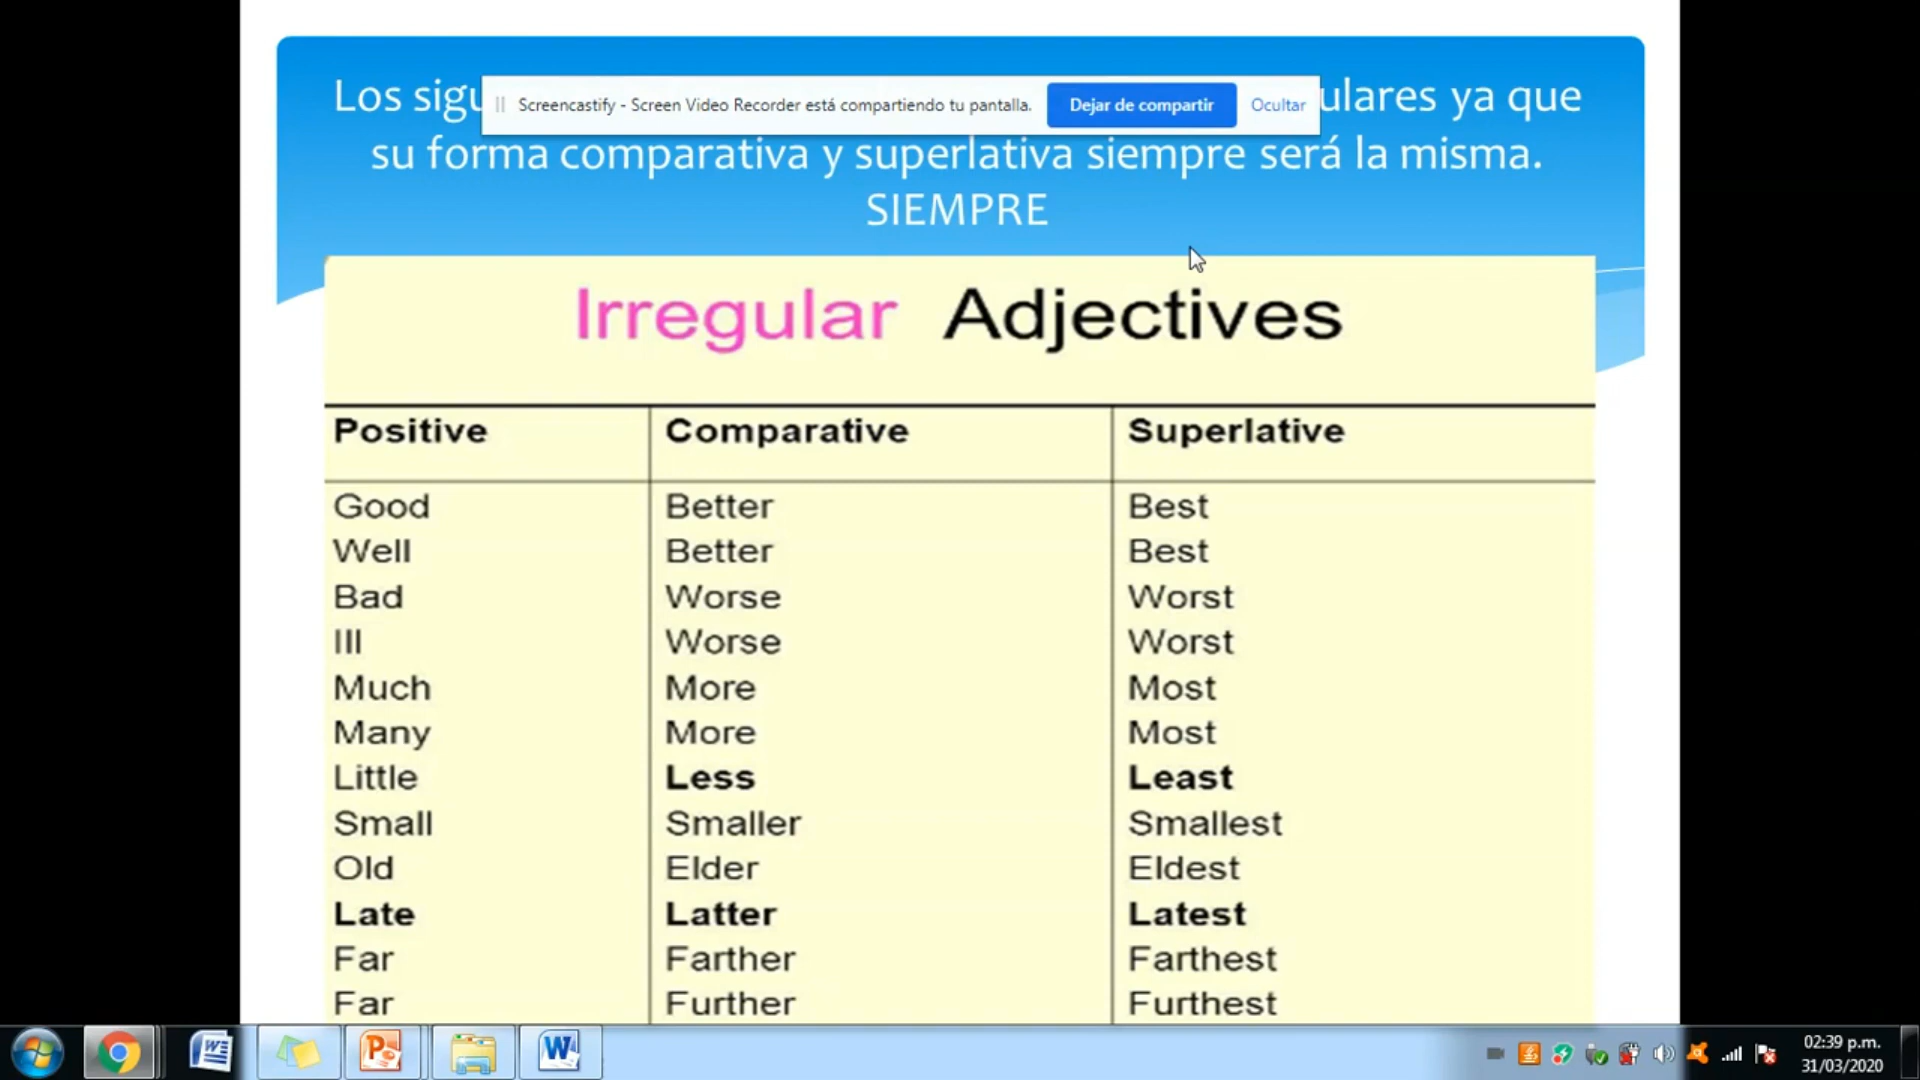 Los sigu
ulares ya que
Screencastify - Screen Video Recorder está compartiendo tu pantalla. Dejar de compartir Ocultar
su forma comparativa y superlativa siempre será la misma.
SIEMPRE
Irregular Adjectives
Positive Comparative Superlative
Good Better Best
Well Better Best
Bad Worse Worst
Ill Worse Worst
Much More Most
Many More Most
Little Less Least
Small Smaller Smallest
Old Elder Eldest
Late Latter Latest
Far Farther Farthest
Far Further Furthest
02:39 p.m.
31/03/2020